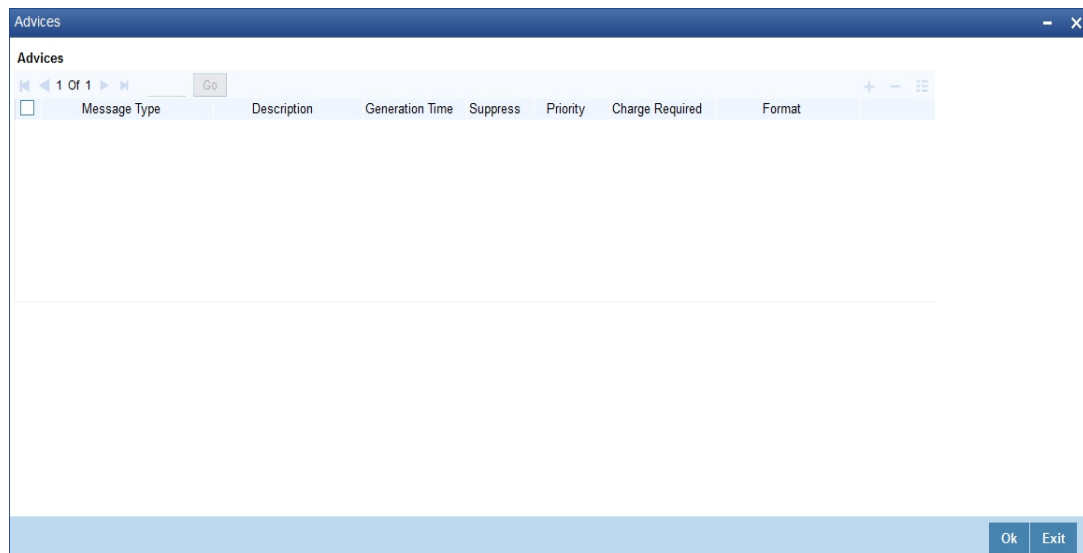 Advices
Advices
1 Of 1 Go
Message Type Description Generation Time Suppress Priority Charge Required Format
Ok Exit